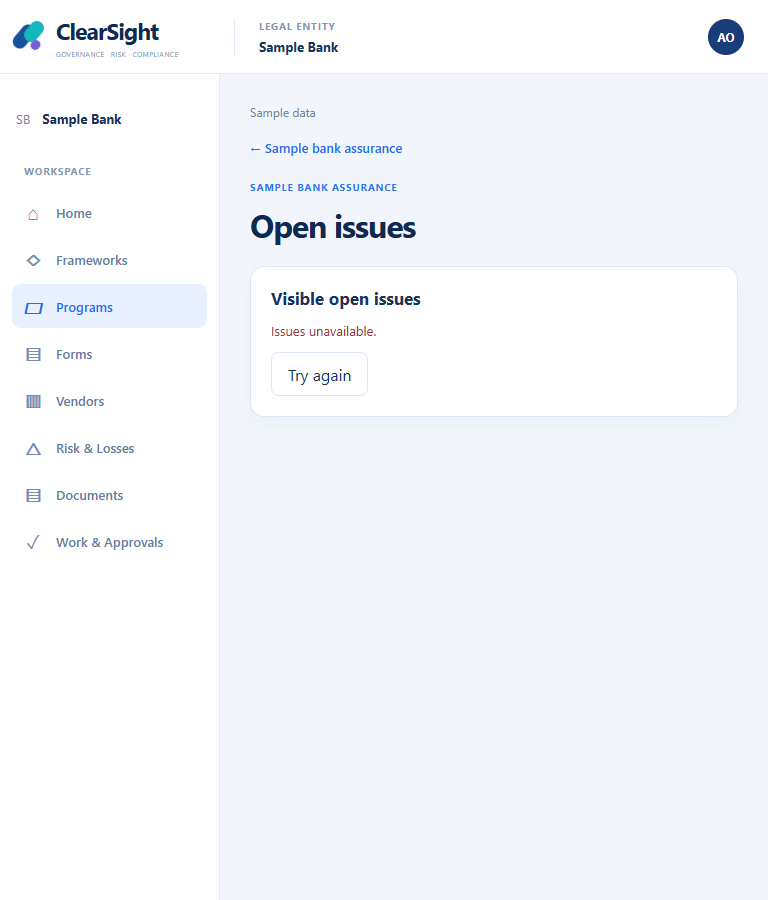 ClearSight
GOVERNANCE · RISK · COMPLIANCE
LEGAL ENTITY
Sample Bank
AO
SB Sample Bank
WORKSPACE
Home
Frameworks
Programs
Forms
Vendors
Risk & Losses
Documents
Work & Approvals
Sample data
← Sample bank assurance
SAMPLE BANK ASSURANCE
Open issues
Visible open issues
Issues unavailable.
Try again